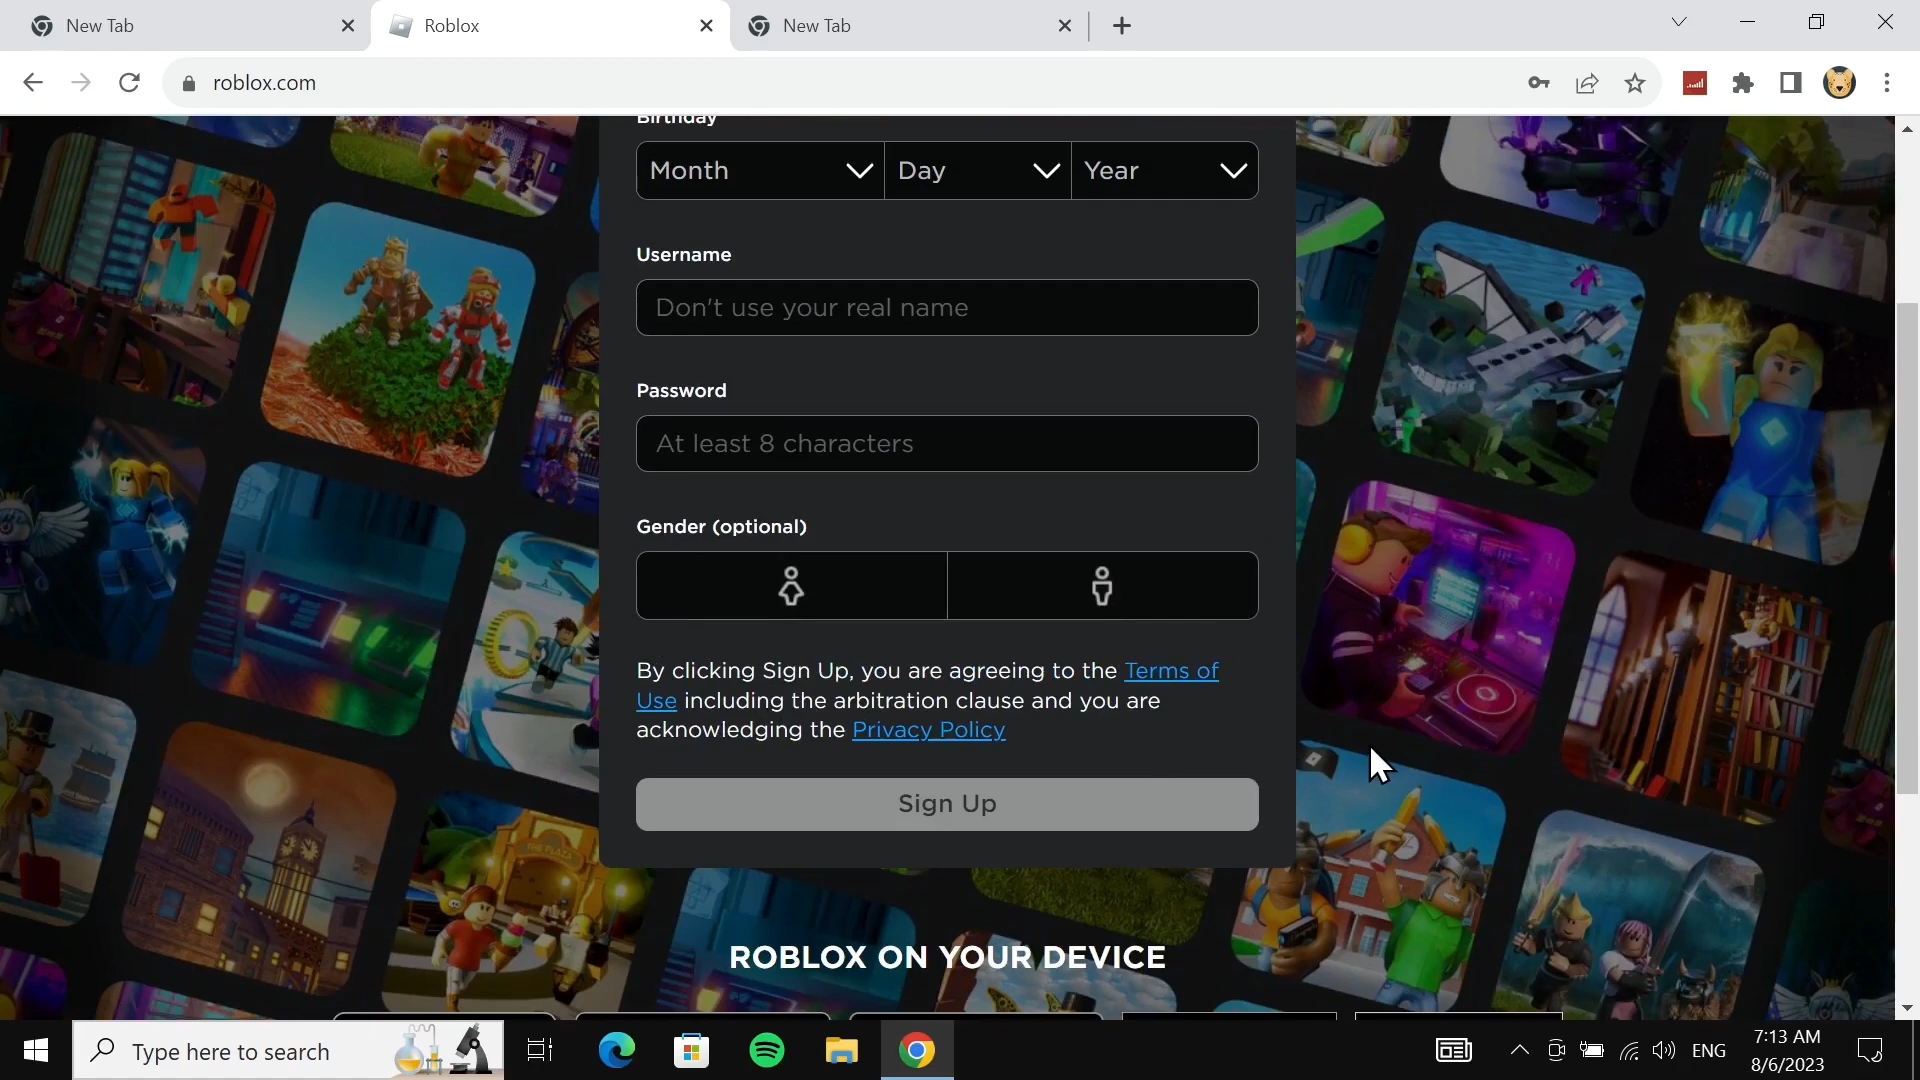 New Tab
Roblox
New Tab
roblox.com
Birthday
Month
Day
Year
Username
Don't use your real name
Password
At least 8 characters
Gender (optional)
By clicking Sign Up, you are agreeing to the Terms of
Use including the arbitration clause and you are
acknowledging the Privacy Policy
Sign Up
THE PLAZA
ROBLOX ON YOUR DEVICE
Type here to search
ENG
7:13 AM
8/6/2023